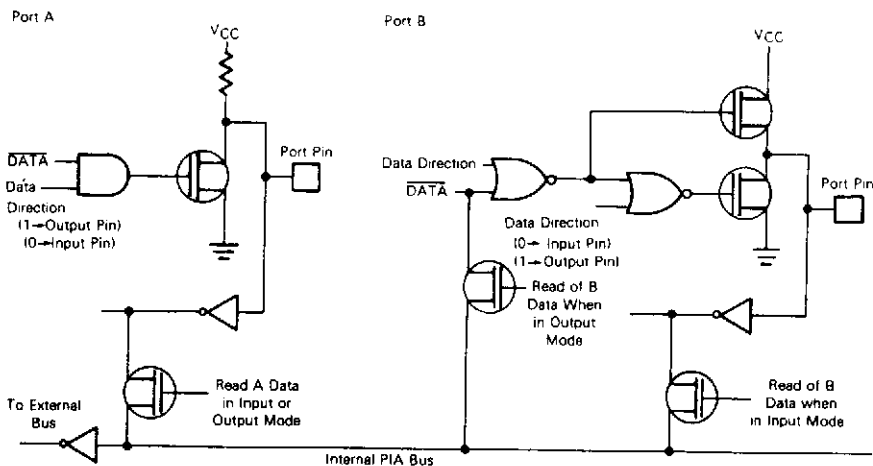 Port A
VCC
DATA
Data
Direction
(1→Output Pin)
(0→Input Pin)
Port Pin
Read A Data
in Input or
Output Mode
To External
Bus
Internal PIA Bus
Port B
VCC
Data Direction
DATA
Data Direction
(0→ Input Pin)
(1→Output Pin)
Port Pin
Read of B
Data When
in Output
Mode
Read of B
Data when
in Input Mode